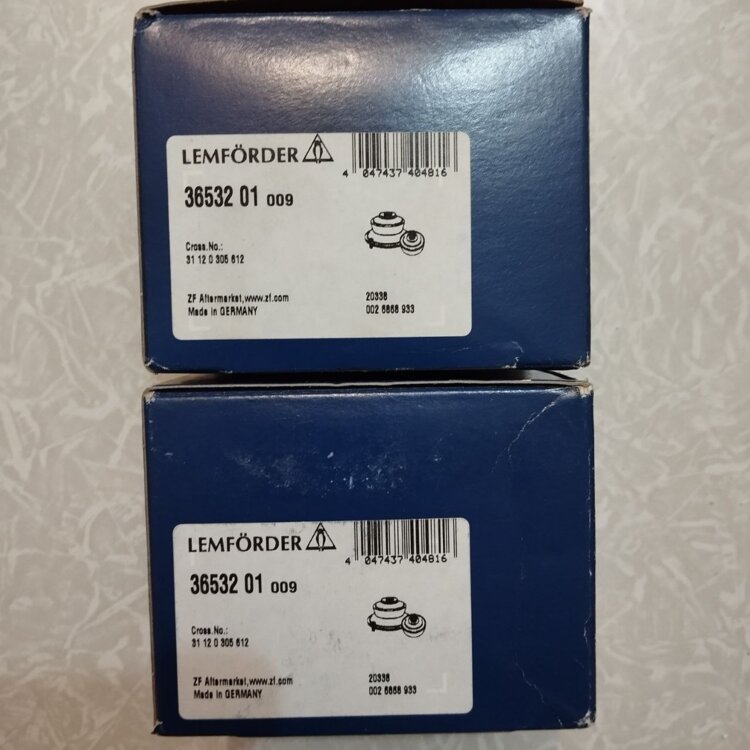 LEMFÖRDER
4 047437 404816
36532 01 009
Cross.No.:
31 12 0 305 612
ZF Aftermarket,www.zf.com
Made in GERMANY
20338
002 6868 933
LEMFÖRDER
4 047437 404816
36532 01 009
Cross.No.:
31 12 0 305 612
ZF Aftermarket,www.zf.com
Made in GERMANY
20338
002 6868 933